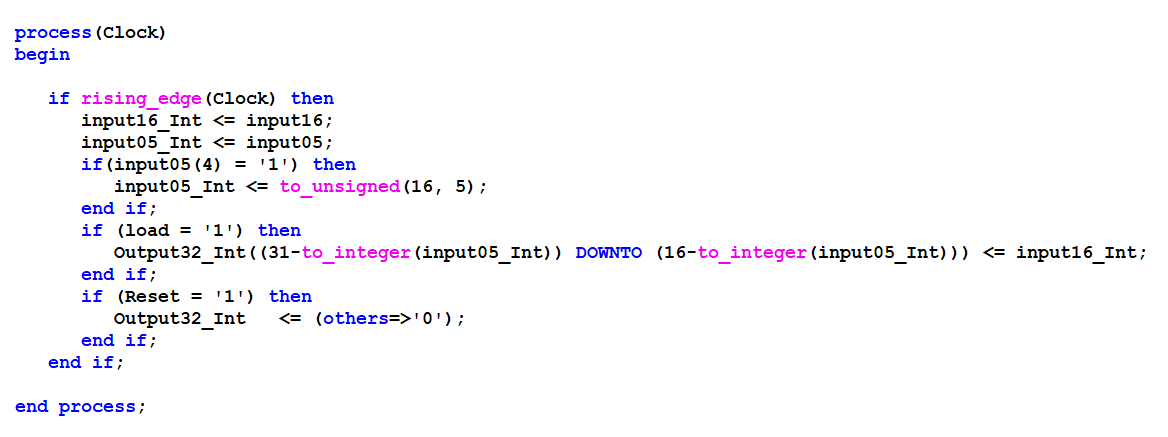 process(Clock)
begin

   if rising_edge(Clock) then
      input16_Int <= input16;
      input05_Int <= input05;
      if(input05(4) = '1') then
         input05_Int <= to_unsigned(16, 5);
      end if;
      if (load = '1') then
         Output32_Int((31-to_integer(input05_Int)) DOWNTO (16-to_integer(input05_Int))) <= input16_Int;
      end if;
      if (Reset = '1') then
         Output32_Int   <= (others=>'0');
      end if;
   end if;

end process;